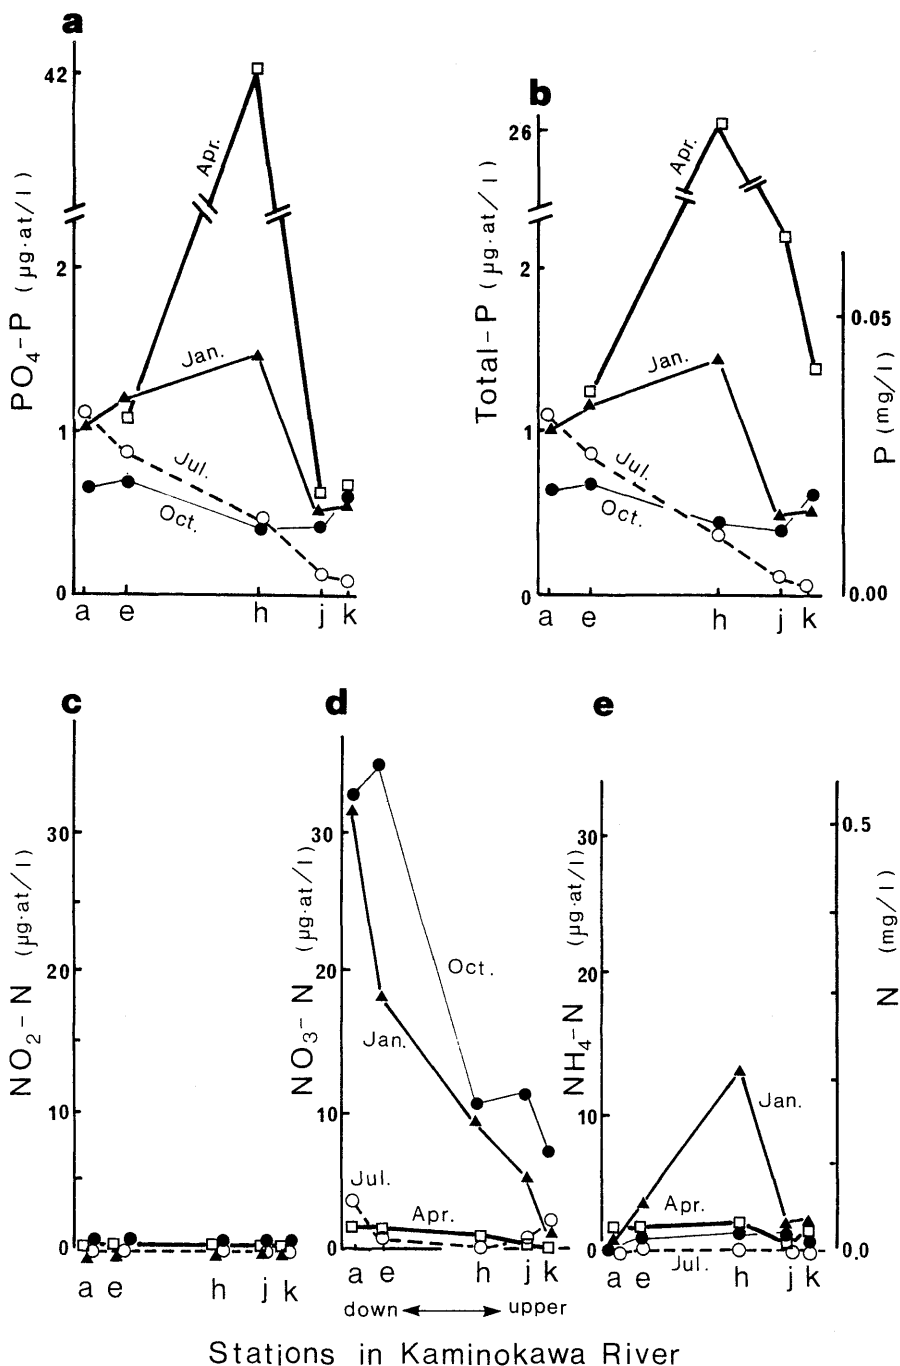 a
42
2
1
0
PO4-P (µg·at/l)
Apr.
Jan.
Jul.
Oct.
a e h j k
b
26
2
1
0
Total-P (µg·at/l)
Apr.
Jan.
Jul.
Oct.
0.05
0.00
P (mg/l)
a e h j k
c
30
20
10
0
NO2-N (µg·at/l)
a e h j k
d
30
20
10
0
NO3-N (µg·at/l)
Oct.
Jan.
Jul.
Apr.
a e h j k
down upper
e
30
20
10
0
NH4-N (µg·at/l)
Jan.
Apr.
Jul.
0.5
0.0
N (mg/l)
a e h j k
Stations in Kaminokawa River